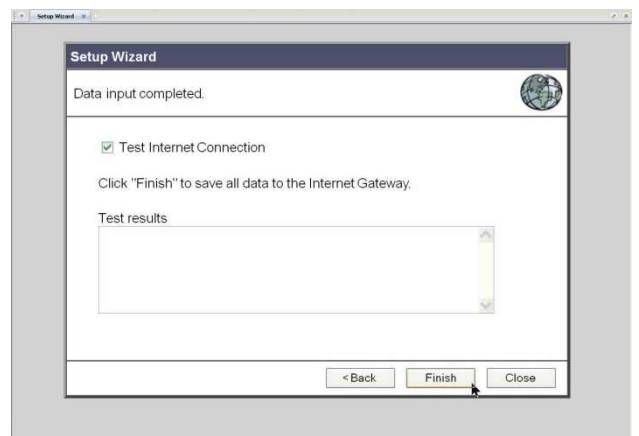 Setup Wizard
Setup Wizard
Data input completed.
Test Internet Connection
Click "Finish" to save all data to the Internet Gateway.
Test results
< Back Finish Close